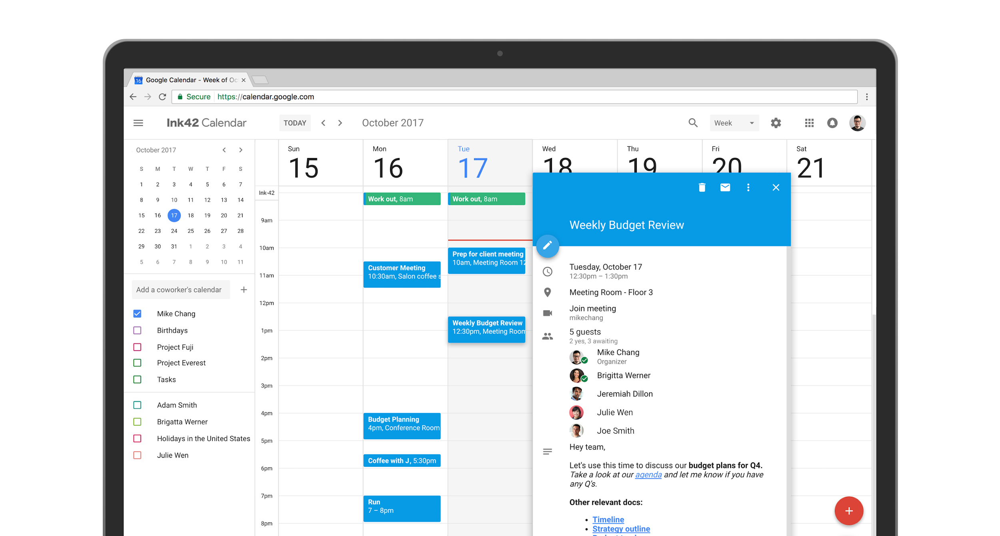 16 Google Calendar - Week of Oc
Secure https://calendar.google.com
Ink42 Calendar TODAY October 2017 Week
October 2017
S M T W T F S
1 2 3 4 5 6 7
8 9 10 11 12 13 14
15 16 17 18 19 20 21
22 23 24 25 26 27 28
29 30 31 1 2 3 4
5 6 7 8 9 10 11
Add a coworker's calendar
Mike Chang
Birthdays
Project Fuji
Project Everest
Tasks
Adam Smith
Brigatta Werner
Holidays in the United States
Julie Wen
Sun Mon Tue Wed Thu Fri Sat
15 16 17 18 19 20 21
Ink-42
9am
10am
11am
12pm
1pm
2pm
3pm
4pm
5pm
6pm
7pm
8pm
Work out, 8am
Customer Meeting
10:30am, Salon coffee s
Budget Planning
4pm, Conference Room
Coffee with J, 5:30pm
Run
7 – 8pm
Work out, 8am
Prep for client meeting
10am, Meeting Room 12
Weekly Budget Review
12:30pm, Meeting Room
Weekly Budget Review
Tuesday, October 17
12:30pm – 1:30pm
Meeting Room - Floor 3
Join meeting
mikechang
5 guests
2 yes, 3 awaiting
Mike Chang
Organizer
Brigitta Werner
Jeremiah Dillon
Julie Wen
Joe Smith
Hey team,
Let's use this time to discuss our budget plans for Q4.
Take a look at our agenda and let me know if you have
any Q's.
Other relevant docs:
• Timeline
• Strategy outline